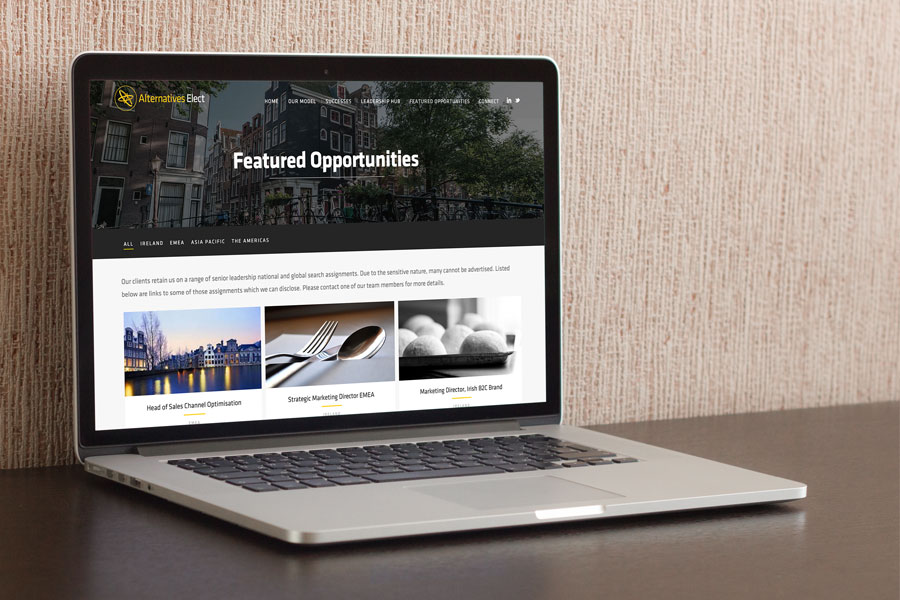 Alternatives Elect
HOME OUR MODEL SUCCESSES LEADERSHIP HUB FEATURED OPPORTUNITIES CONNECT in
Featured Opportunities
ALL IRELAND EMEA ASIA PACIFIC THE AMERICAS
Our clients retain us on a range of senior leadership national and global search assignments. Due to the sensitive nature, many cannot be advertised. Listed
below are links to some of those assignments which we can disclose. Please contact one of our team members for more details.
Head of Sales Channel Optimisation
Strategic Marketing Director EMEA
Marketing Director, Irish B2C Brand
EMEA
IRELAND
IRELAND